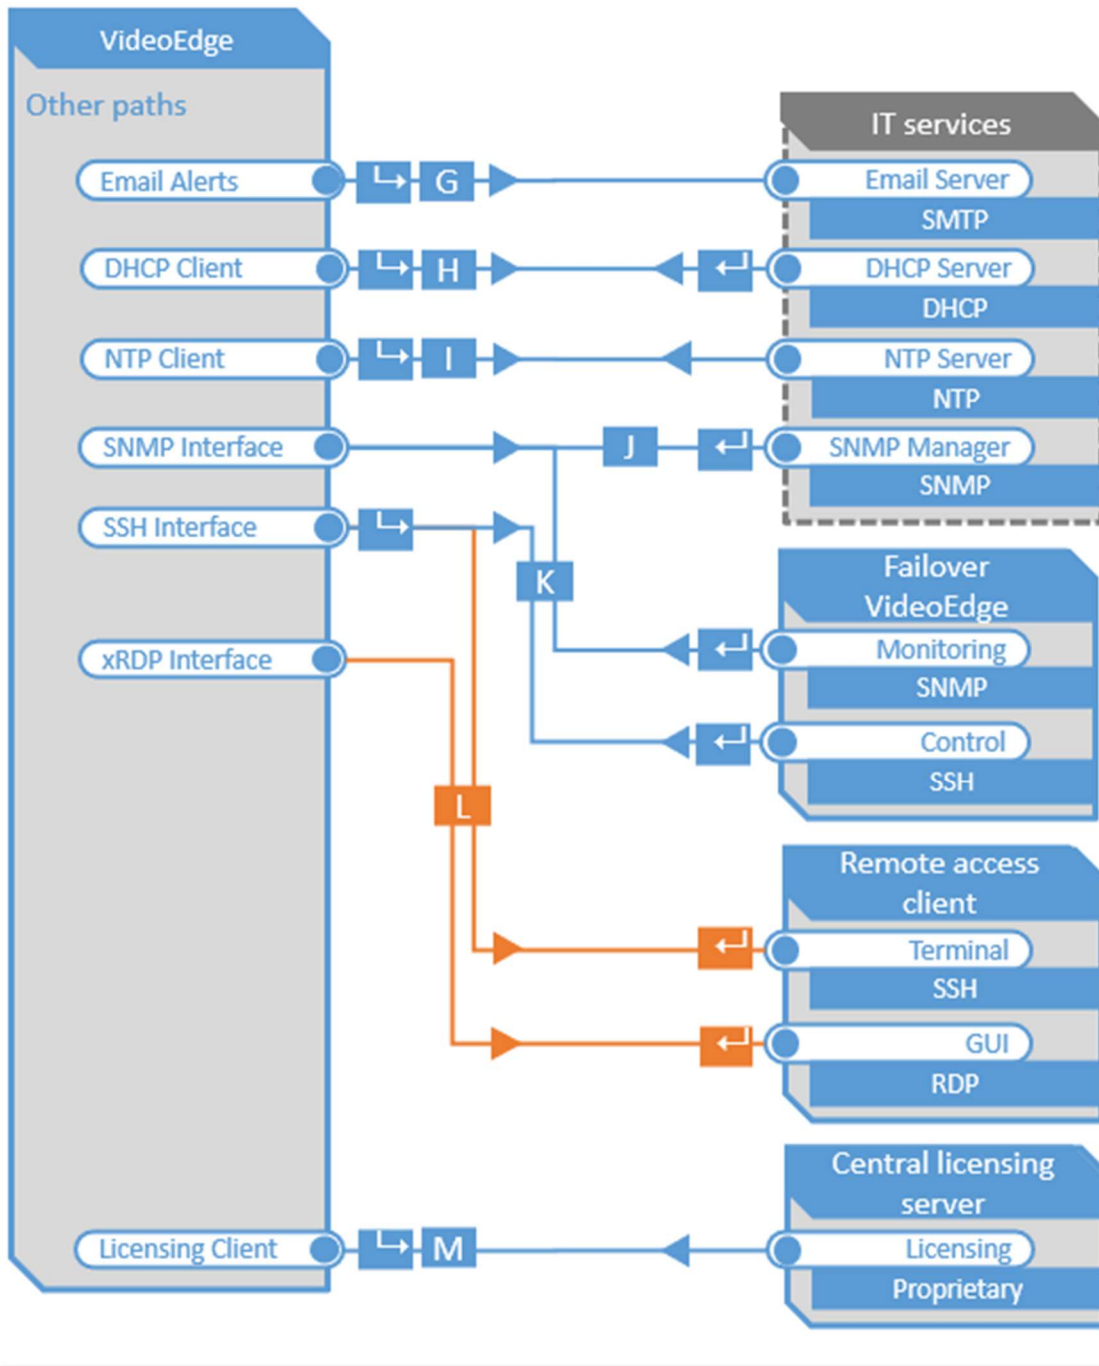 VideoEdge
Other paths
IT services
Email Alerts
G
Email Server
SMTP
DHCP Client
H
DHCP Server
DHCP
NTP Client
I
NTP Server
NTP
SNMP Interface
J
SNMP Manager
SNMP
SSH Interface
K
Failover
VideoEdge
Monitoring
SNMP
xRDP Interface
Control
SSH
L
Remote access
client
Terminal
SSH
GUI
RDP
Central licensing
server
Licensing Client
M
Licensing
Proprietary